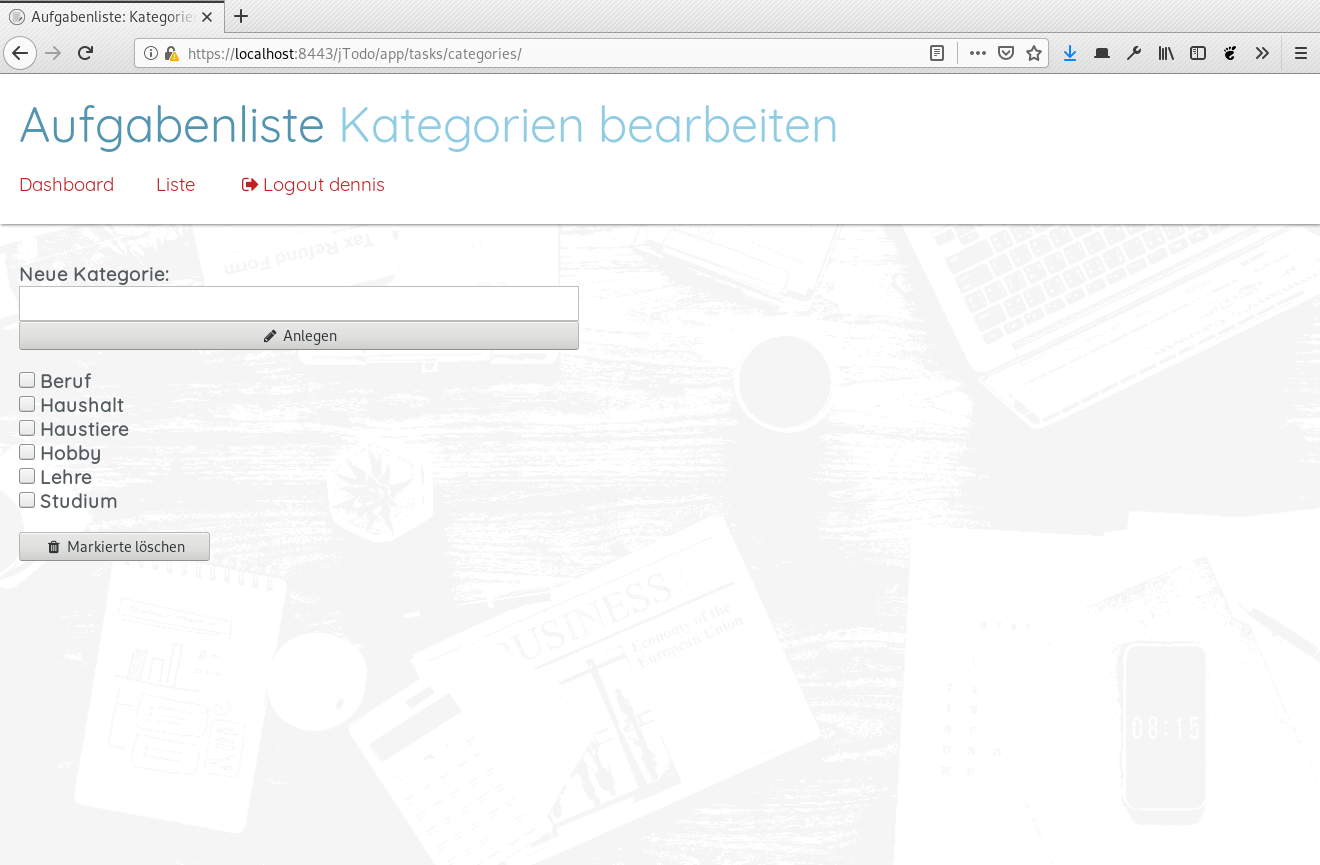 Aufgabenliste: Kategorie
https://localhost:8443/jTodo/app/tasks/categories/
Aufgabenliste Kategorien bearbeiten
Dashboard Liste Logout dennis
Tax Refund Form
Neue Kategorie:
Anlegen
Beruf
Haushalt
Haustiere
Hobby
Lehre
Studium
Markierte löschen
BUSINESS
Economy of the
European Union
08:15